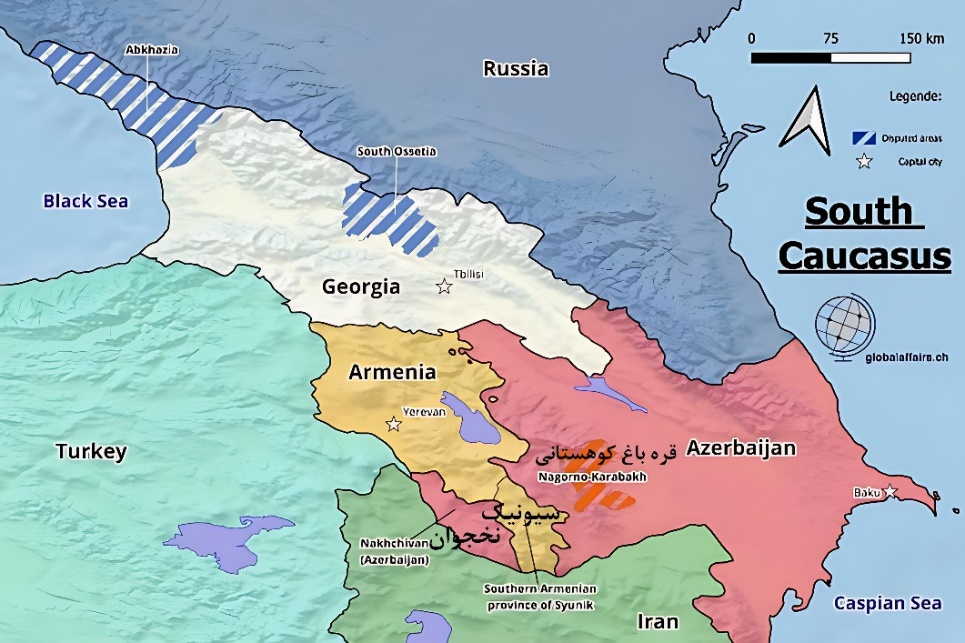 Abkhazia
Russia
0 75 150 km
Legende:
Disputed areas
Capital city
South Ossetia
Black Sea
South
Caucasus
Tbilisi
Georgia
globalaffairs.ch
Armenia
Yerevan
Turkey
قره باغ کوهستانی
Azerbaijan
Nagorno-Karabakh
Baku
سیونیک
نخجوان
Nakhchivan
(Azerbaijan)
Southern Armenian
province of Syunik
Caspian Sea
Iran